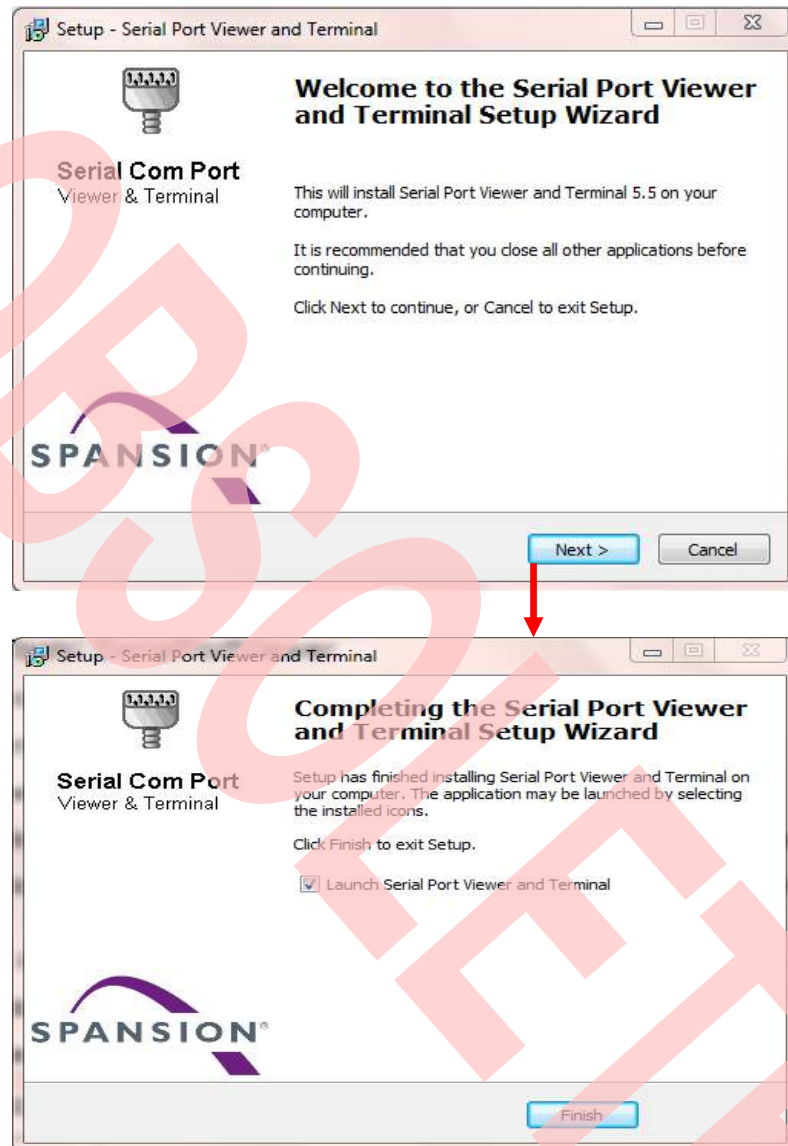 Setup - Serial Port Viewer and Terminal
Serial Com Port
Viewer & Terminal
Welcome to the Serial Port Viewer
and Terminal Setup Wizard
This will install Serial Port Viewer and Terminal 5.5 on your
computer.
It is recommended that you close all other applications before
continuing.
Click Next to continue, or Cancel to exit Setup.
SPANSION®
Next >
Cancel
Setup - Serial Port Viewer and Terminal
Serial Com Port
Viewer & Terminal
Completing the Serial Port Viewer
and Terminal Setup Wizard
Setup has finished installing Serial Port Viewer and Terminal on
your computer. The application may be launched by selecting
the installed icons.
Click Finish to exit Setup.
Launch Serial Port Viewer and Terminal
SPANSION®
Finish
OBSOLETE